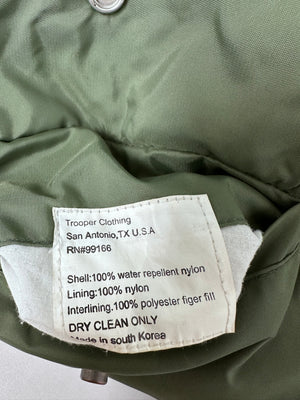 Trooper Clothing
San Antonio,TX U.S.A
RN#99166
Shell:100% water repellent nylon
Lining:100% nylon
Interlining:100% polyester figer fill
DRY CLEAN ONLY
Made in south Korea